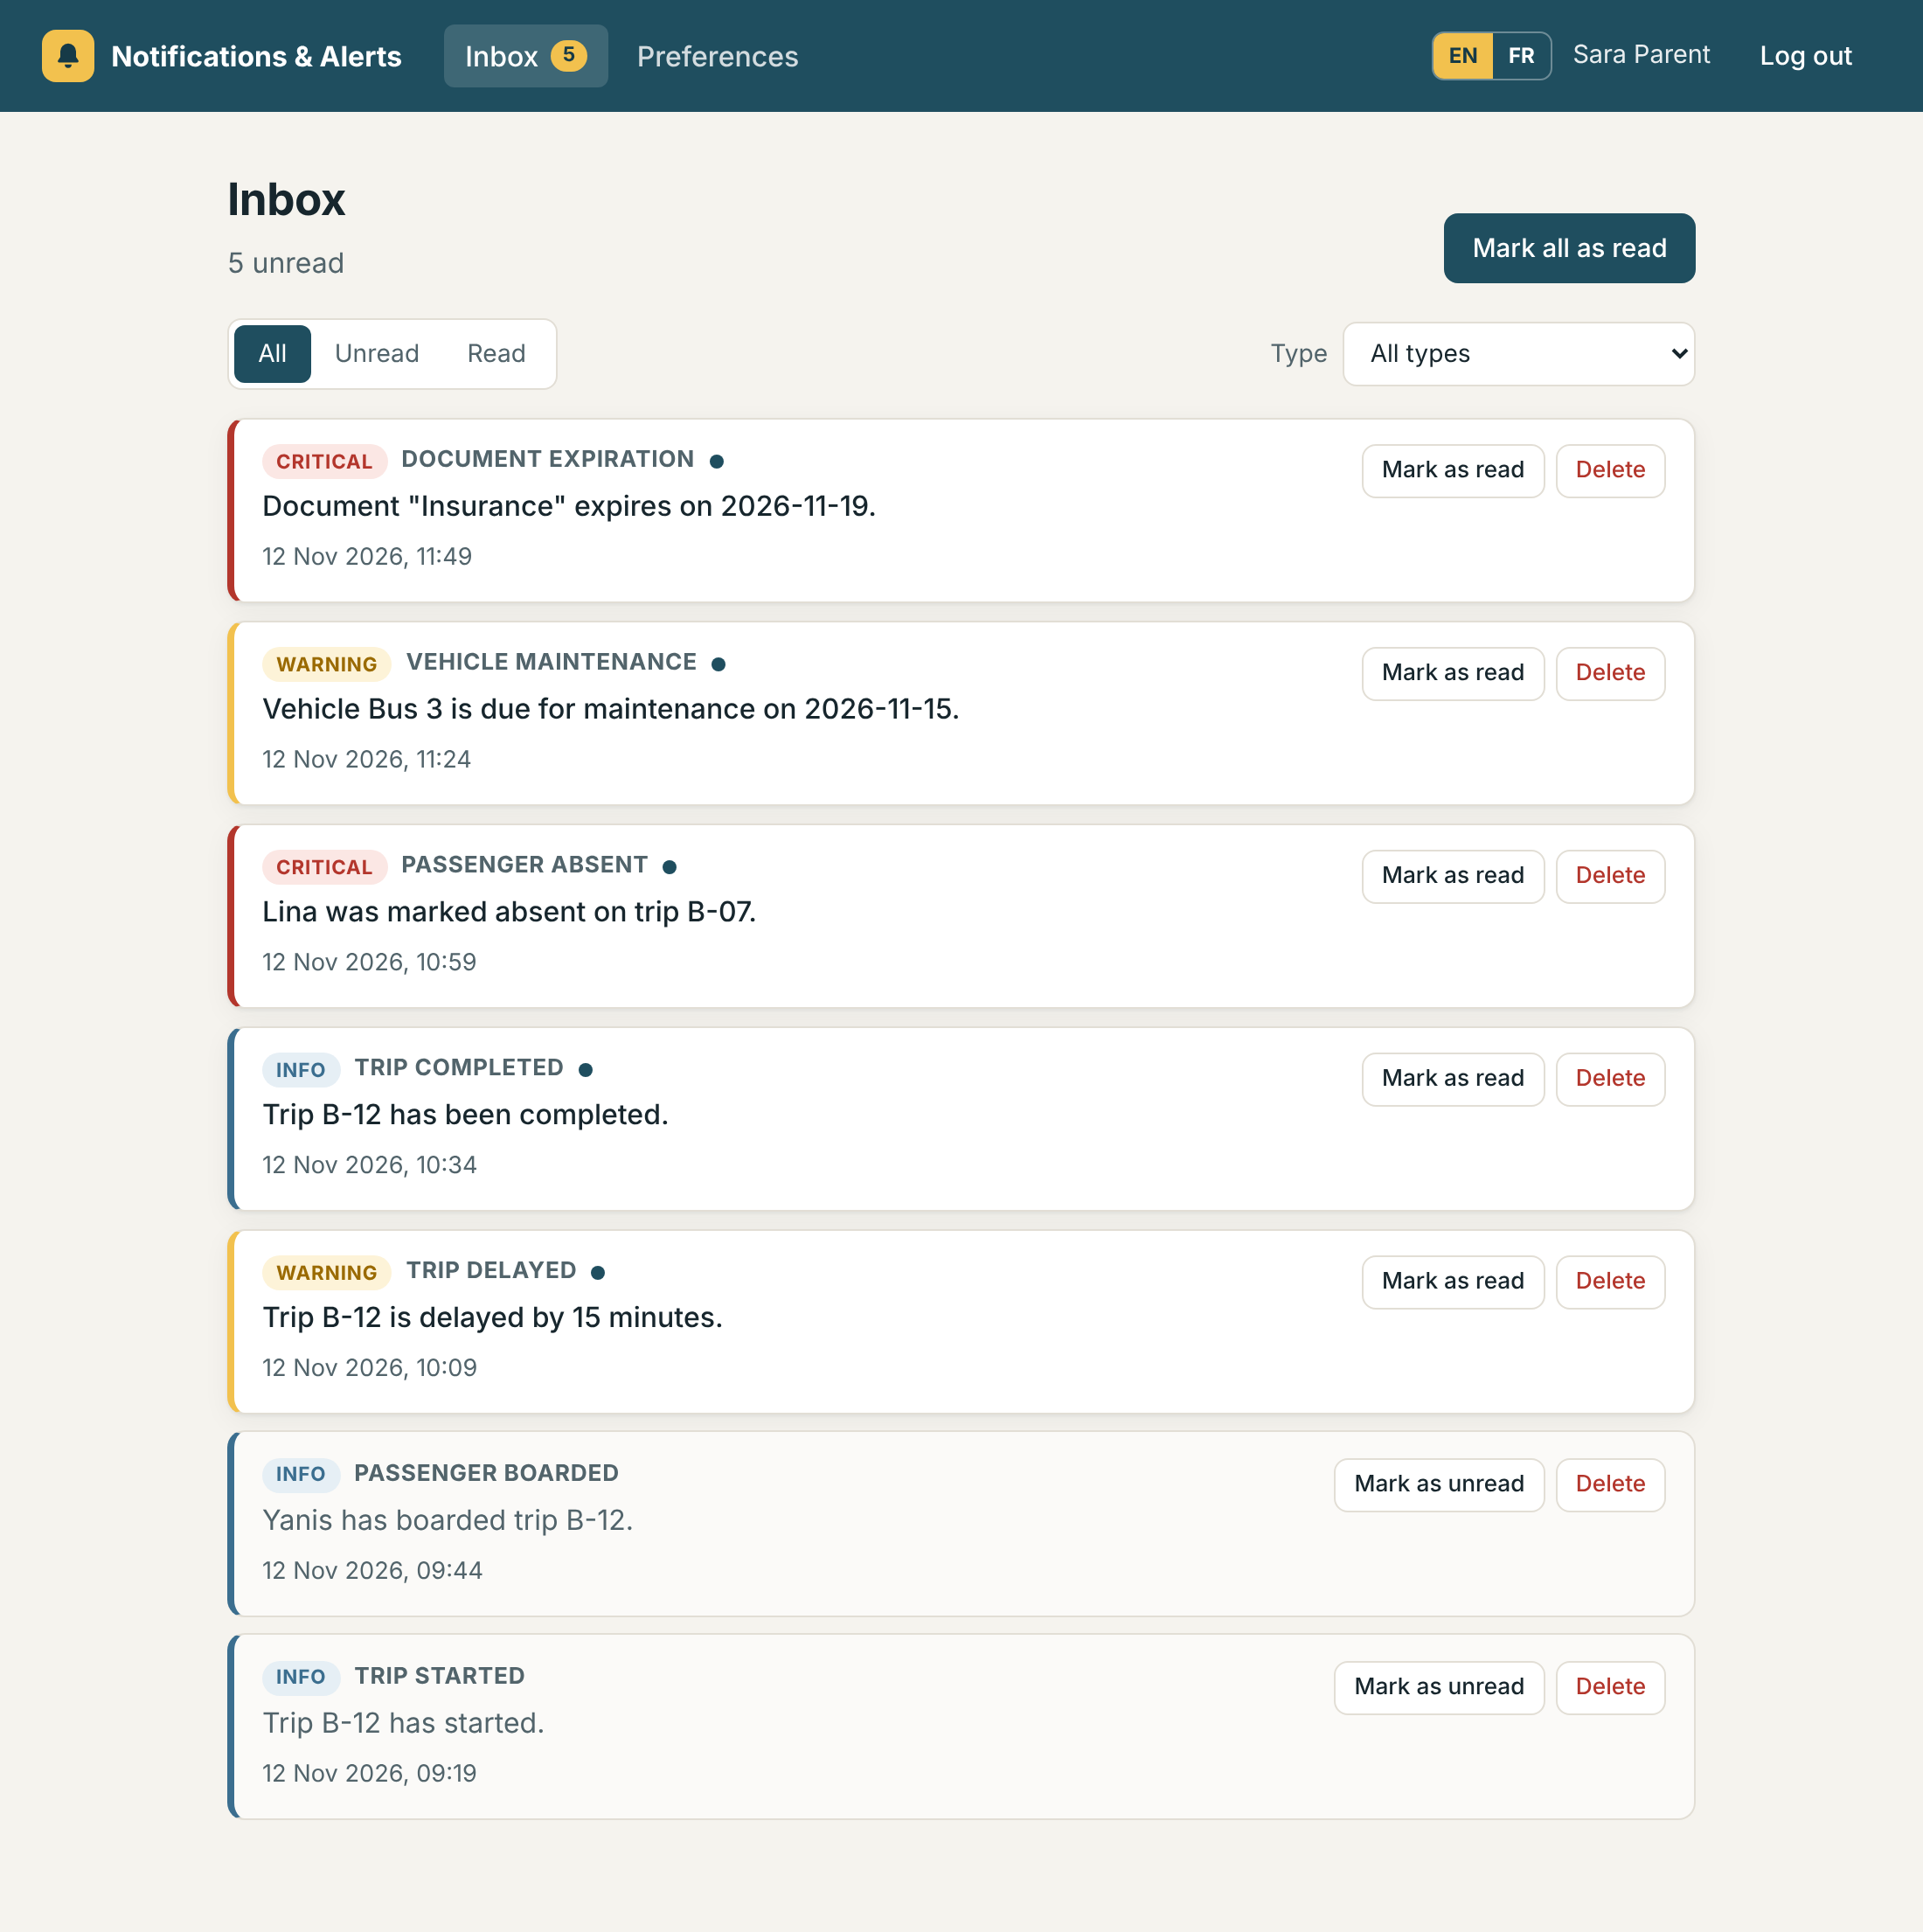 Notifications & Alerts Inbox 5 Preferences EN FR Sara Parent Log out
Inbox
5 unread
Mark all as read
All Unread Read Type All types
CRITICAL DOCUMENT EXPIRATION Mark as read Delete
Document "Insurance" expires on 2026-11-19.
12 Nov 2026, 11:49
WARNING VEHICLE MAINTENANCE Mark as read Delete
Vehicle Bus 3 is due for maintenance on 2026-11-15.
12 Nov 2026, 11:24
CRITICAL PASSENGER ABSENT Mark as read Delete
Lina was marked absent on trip B-07.
12 Nov 2026, 10:59
INFO TRIP COMPLETED Mark as read Delete
Trip B-12 has been completed.
12 Nov 2026, 10:34
WARNING TRIP DELAYED Mark as read Delete
Trip B-12 is delayed by 15 minutes.
12 Nov 2026, 10:09
INFO PASSENGER BOARDED Mark as unread Delete
Yanis has boarded trip B-12.
12 Nov 2026, 09:44
INFO TRIP STARTED Mark as unread Delete
Trip B-12 has started.
12 Nov 2026, 09:19